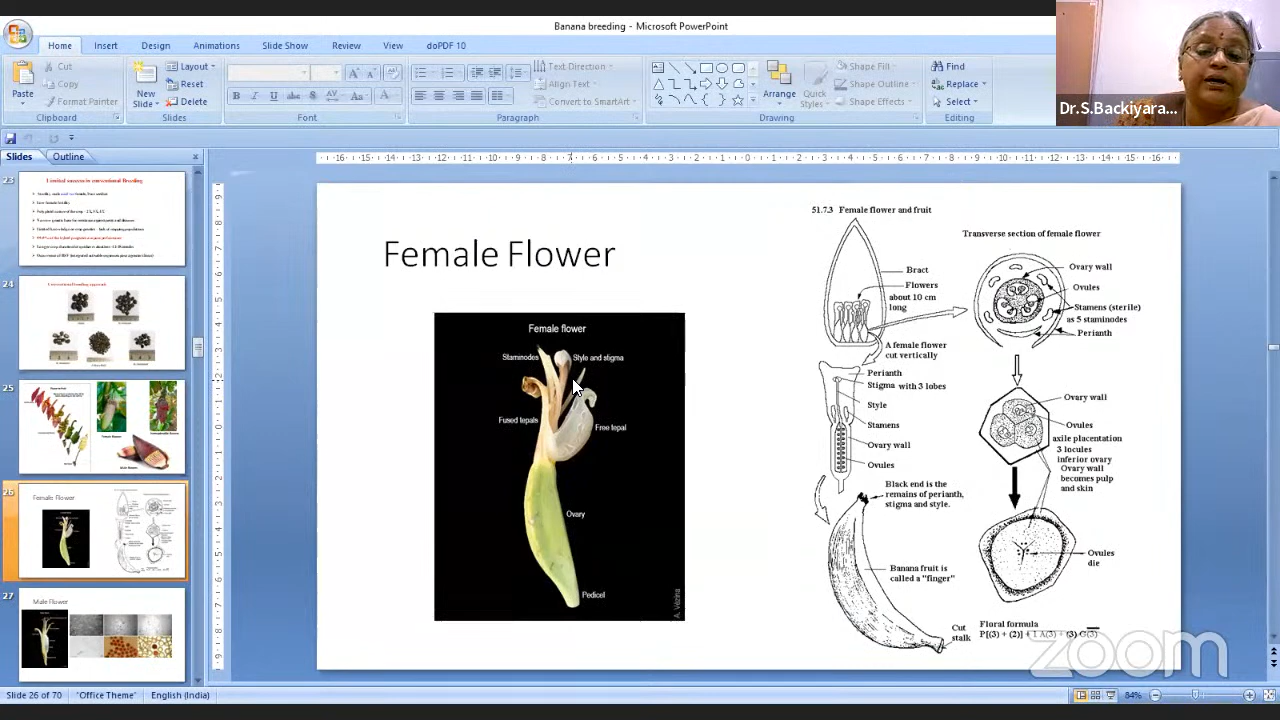 Banana breeding - Microsoft PowerPoint
Home Insert Design Animations Slide Show Review View doPDF 10
Paste
Cut
Copy
Format Painter
Clipboard
New Slide
Layout
Reset
Delete
Slides
Font
Text Direction
Align Text
Convert to SmartArt
Paragraph
Arrange
Quick Styles
Shape Fill
Shape Outline
Shape Effects
Drawing
Find
Replace
Select
Editing
Dr.S.Backiyara...
Slides Outline
23
24
25
26
Female Flower
27
Male Flower
Female Flower
Female flower
Staminodes
Style and stigma
Fused tepals
Free tepal
Ovary
Pedicel
A. Vézina
51.7.3 Female flower and fruit
Bract
Flowers
about 10 cm
long
A female flower
cut vertically
Perianth
Stigma with 3 lobes
Style
Stamens
Ovary wall
Ovules
Black end is the
remains of perianth,
stigma and style.
Banana fruit is
called a "finger"
Cut
stalk
Transverse section of female flower
Ovary wall
Ovules
Stamens (sterile)
as 5 staminodes
Perianth
Ovary wall
Ovules
axile placentation
3 locules
inferior ovary
Ovary wall
becomes pulp
and skin
Ovules
die
Floral formula
zoom
Slide 26 of 70 "Office Theme" English (India) 84%